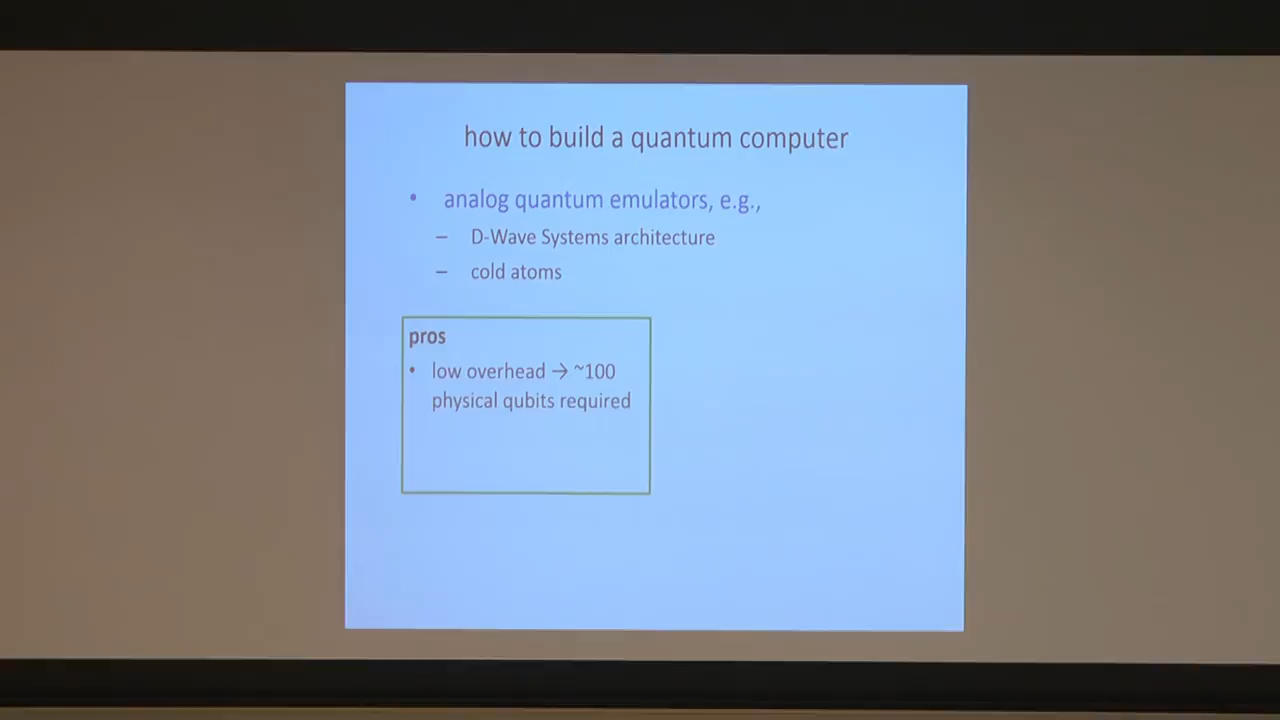 how to build a quantum computer
• analog quantum emulators, e.g.,
– D-Wave Systems architecture
– cold atoms
pros
• low overhead → ~100
physical qubits required